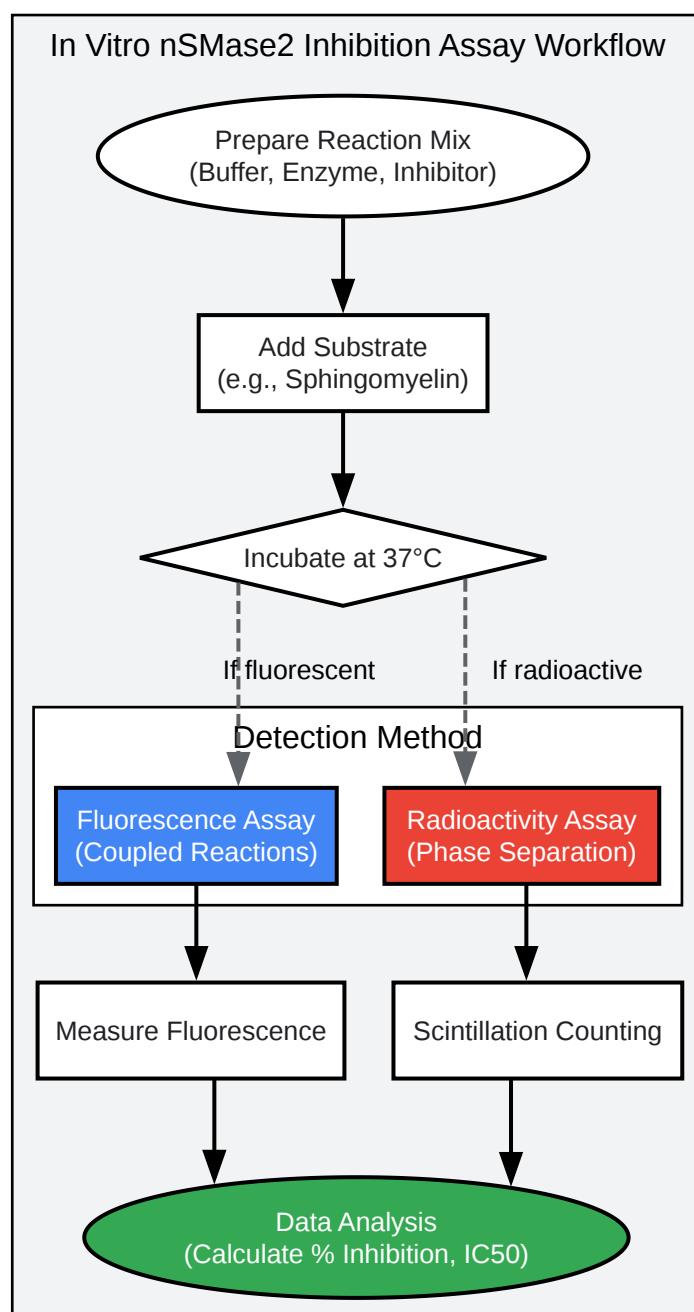 In Vitro nSMase2 Inhibition Assay Workflow
Prepare Reaction Mix
(Buffer, Enzyme, Inhibitor)
Add Substrate
(e.g., Sphingomyelin)
Incubate at 37°C
If fluorescent
If radioactive
Detection Method
Fluorescence Assay
(Coupled Reactions)
Radioactivity Assay
(Phase Separation)
Measure Fluorescence
Scintillation Counting
Data Analysis
(Calculate % Inhibition, IC50)